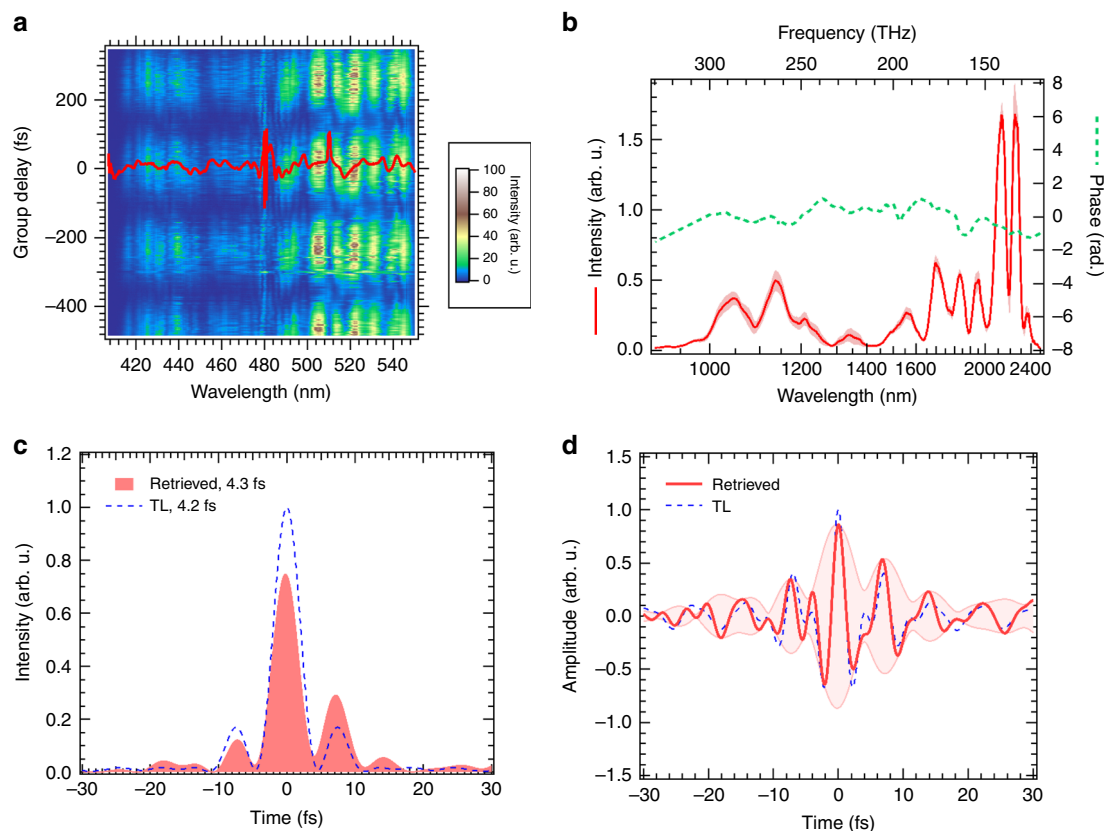 a
Group delay (fs)
200
0
−200
−400
420 440 460 480 500 520 540
Wavelength (nm)
100
80
60
40
20
0
Intensity
(arb. u.)
b
Frequency (THz)
300 250 200 150
Intensity (arb. u.)
1.5
1.0
0.5
0.0
8
6
4
2
0
−2
−4
−6
−8
Phase (rad.)
1000 1200 1400 1600 2000 2400
Wavelength (nm)
c
Intensity (arb. u.)
1.2
1.0
0.8
0.6
0.4
0.2
0.0
Retrieved, 4.3 fs
TL, 4.2 fs
−30 −20 −10 0 10 20 30
Time (fs)
d
Amplitude (arb. u.)
1.5
1.0
0.5
0.0
−0.5
−1.0
−1.5
Retrieved
TL
−30 −20 −10 0 10 20 30
Time (fs)